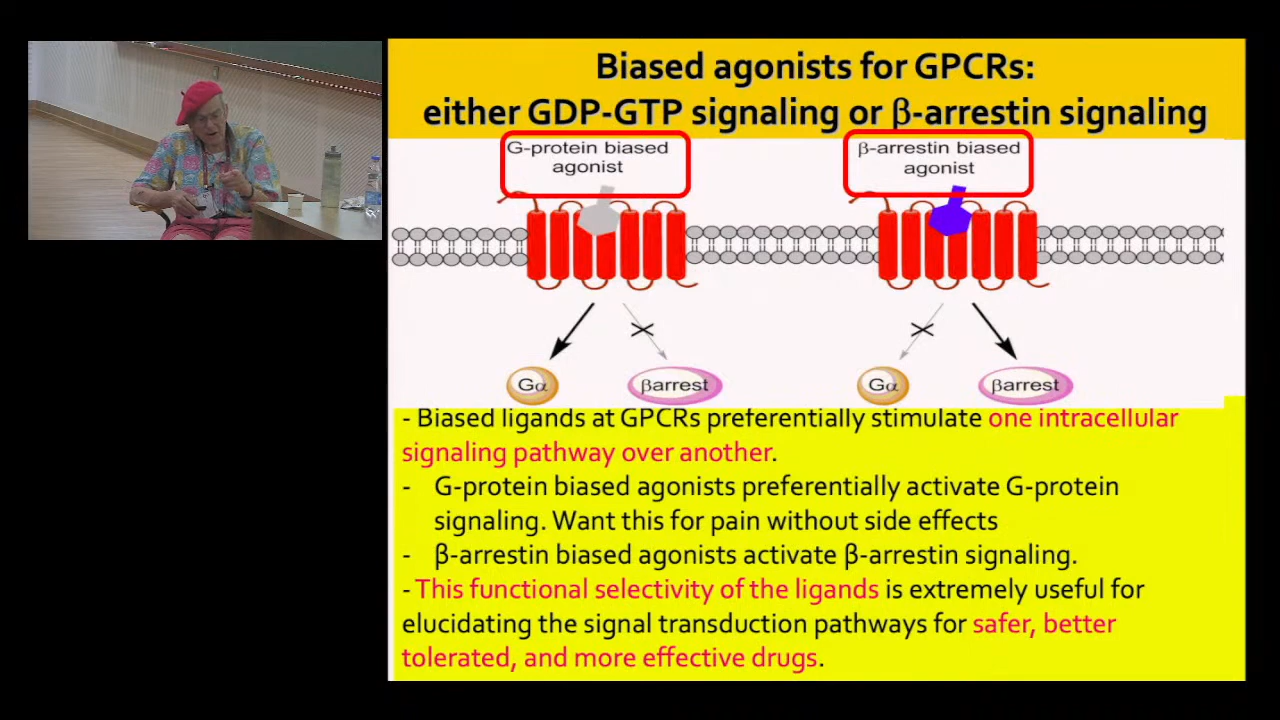 Biased agonists for GPCRs:
either GDP-GTP signaling or β-arrestin signaling
G-protein biased
agonist
β-arrestin biased
agonist
Gα
βarrest
Gα
βarrest
- Biased ligands at GPCRs preferentially stimulate one intracellular
signaling pathway over another.
- G-protein biased agonists preferentially activate G-protein
signaling. Want this for pain without side effects
- β-arrestin biased agonists activate β-arrestin signaling.
- This functional selectivity of the ligands is extremely useful for
elucidating the signal transduction pathways for safer, better
tolerated, and more effective drugs.